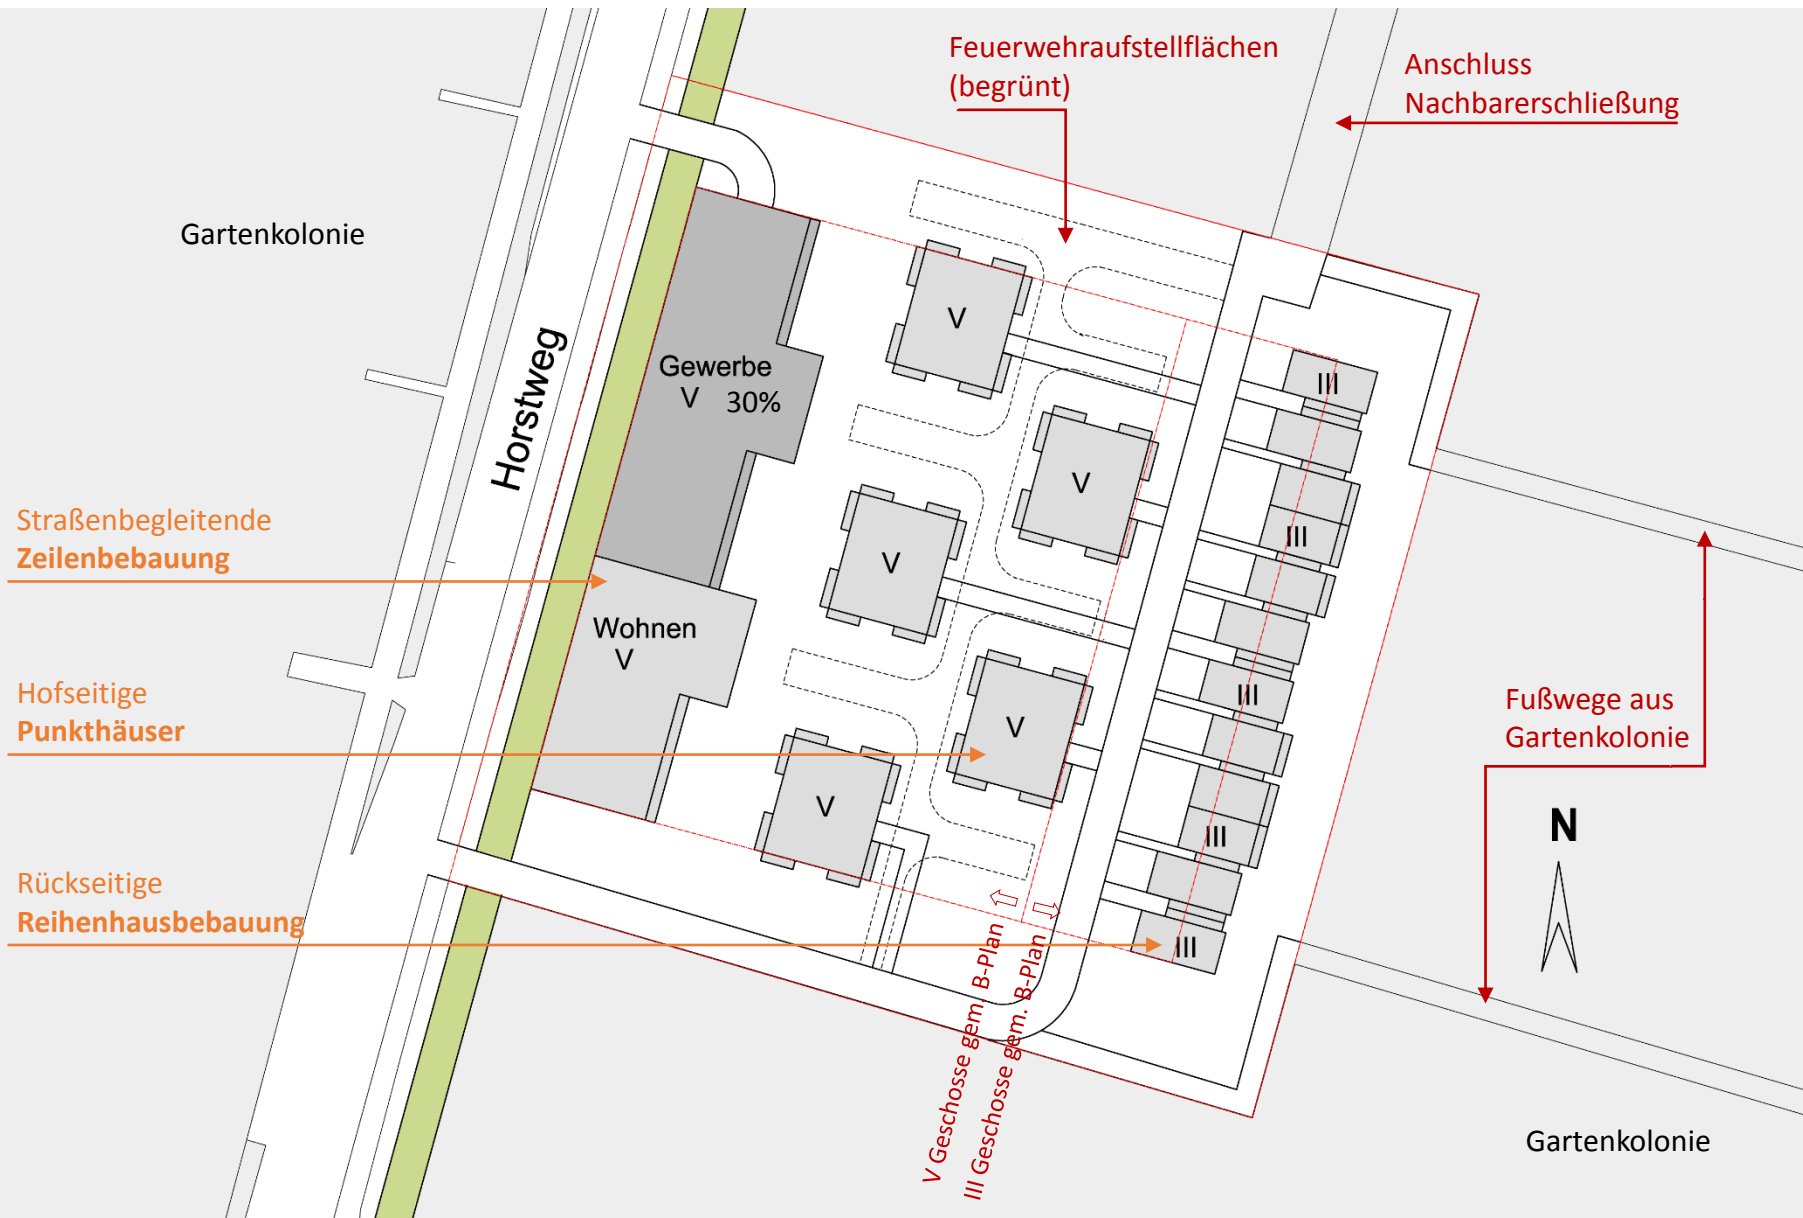 Feuerwehraufstellflächen
(begrünt)
Anschluss
Nachbarerschließung
Gartenkolonie
Horstweg
Gewerbe
V 30%
Wohnen
V
V
V
V
V
V
III
III
III
III
III
Straßenbegleitende
Zeilenbebauung
Hofseitige
Punkthäuser
Rückseitige
Reihenhausbebauung
Fußwege aus
Gartenkolonie
N
V Geschosse gem. B-Plan
III Geschosse gem. B-Plan
Gartenkolonie